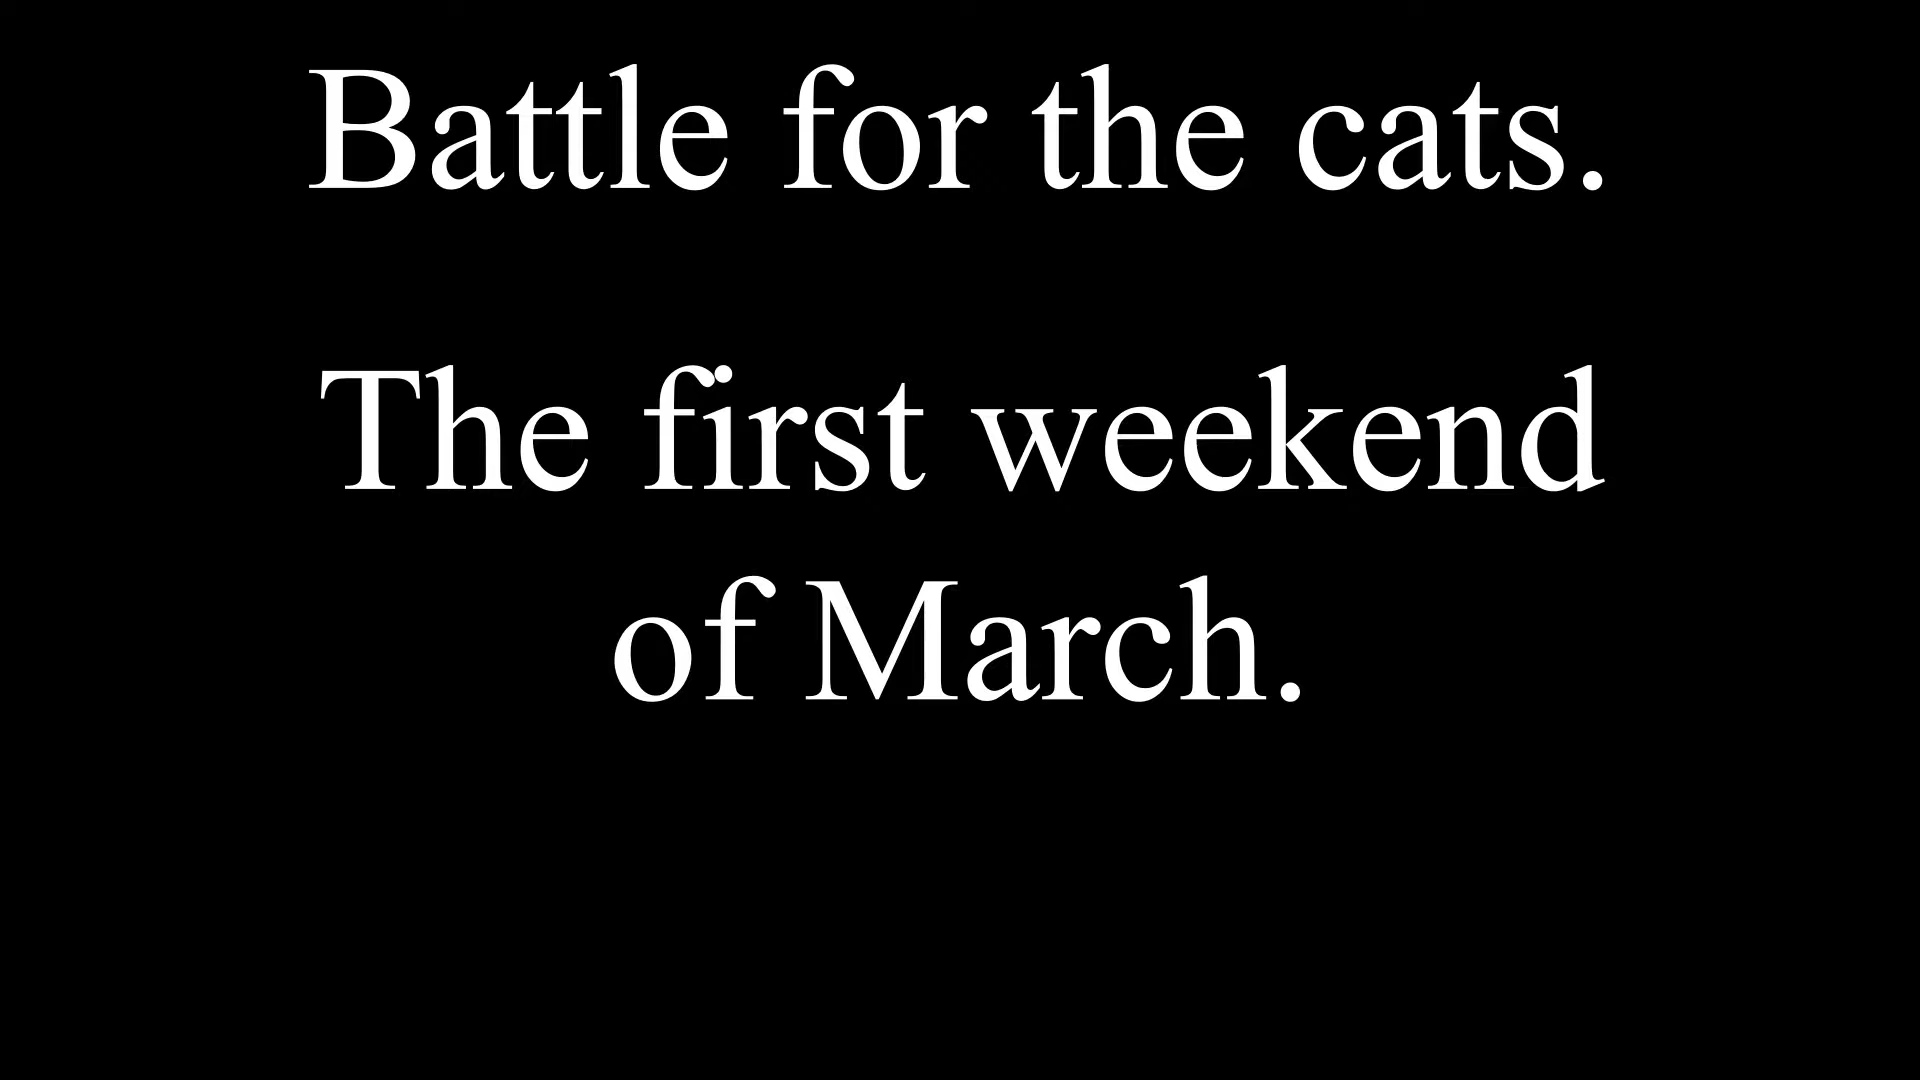 Battle for the cats.
The first weekend
of March.